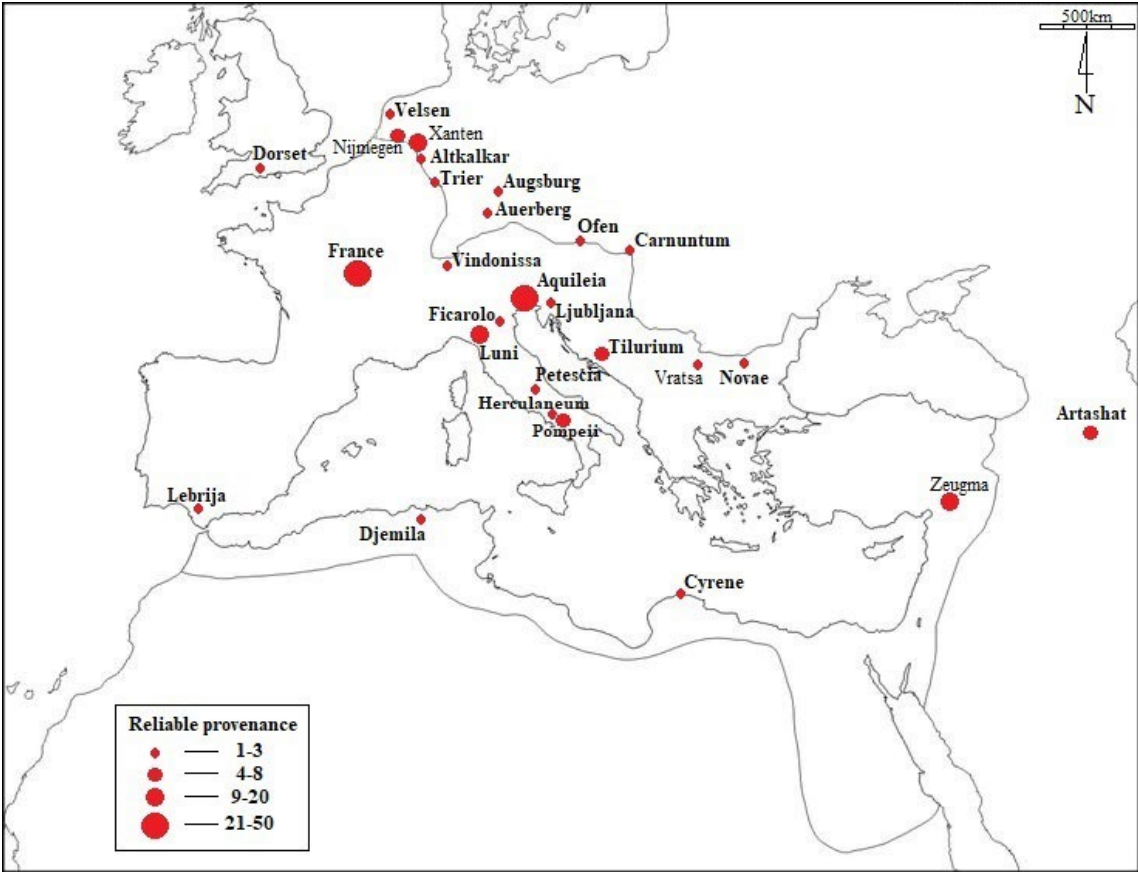 500km
N
Velsen
Nijmegen
Xanten
Altkalkar
Dorset
Trier
Augsburg
Auerberg
Ofen
Carnuntum
France
Vindonissa
Aquileia
Ljubljana
Ficarolo
Luni
Tilurium
Vratsa
Novae
Petescia
Herculaneum
Pompeii
Artashat
Zeugma
Lebrija
Djemila
Cyrene
Reliable provenance
1-3
4-8
9-20
21-50